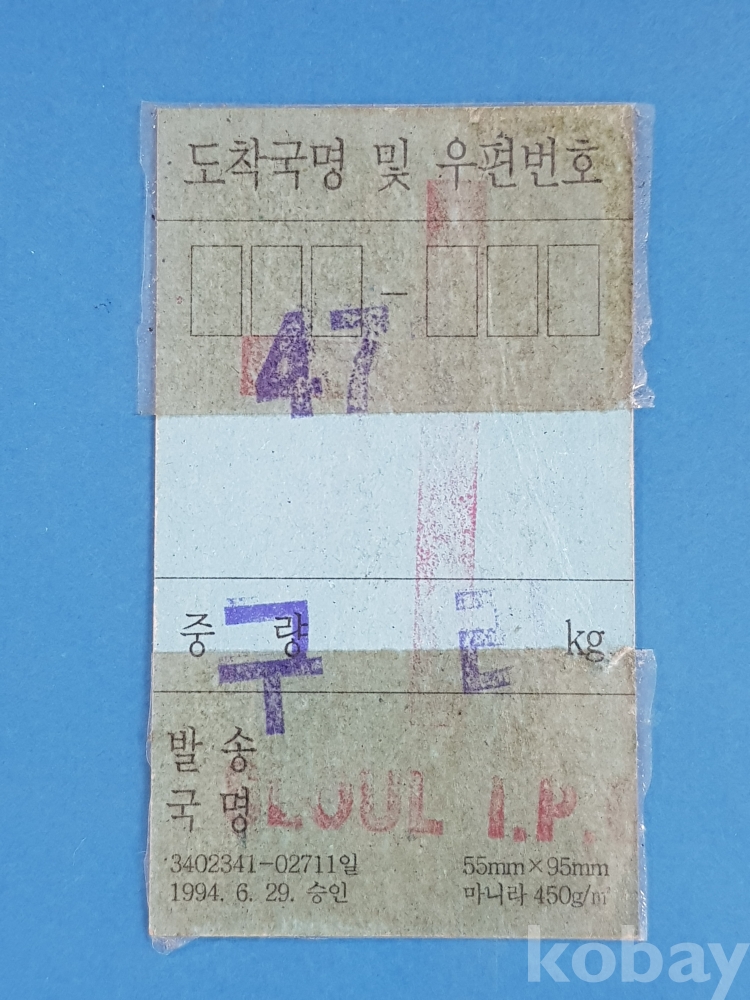 도착국명 및 우편번호
-
47
중 량 kg
구 2
발 송
국 명
SEOUL I.P.
3402341-02711일 55mm×95mm
1994. 6. 29. 승인 마니라 450g/㎡
kobay